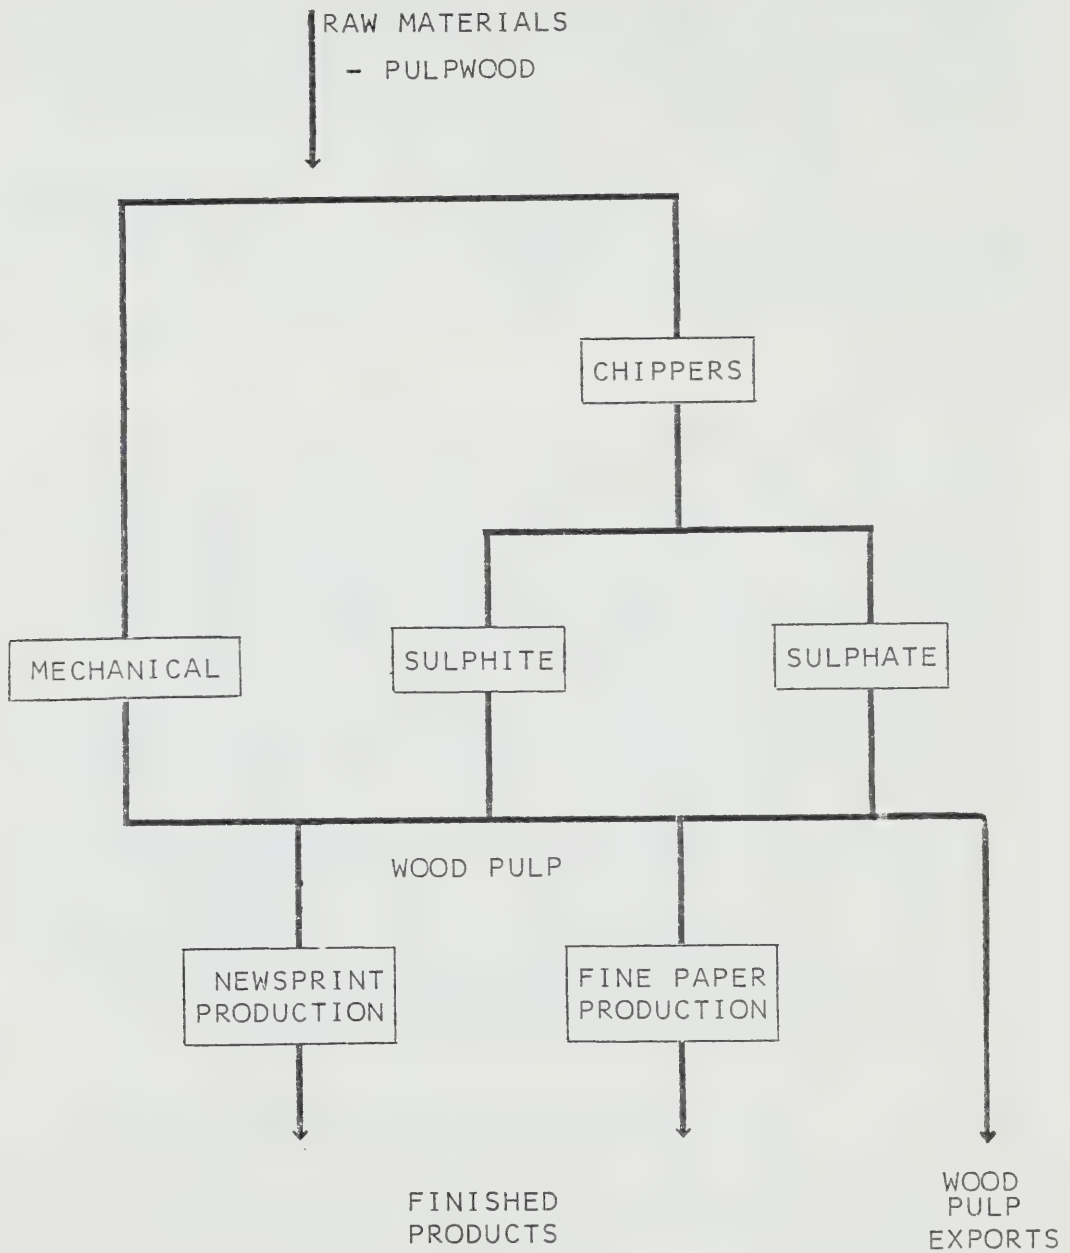 RAW MATERIALS
- PULPWOOD
CHIPPERS
MECHANICAL
SULPHITE
SULPHATE
WOOD PULP
NEWSPRINT
PRODUCTION
FINE PAPER
PRODUCTION
FINISHED
PRODUCTS
WOOD
PULP
EXPORTS